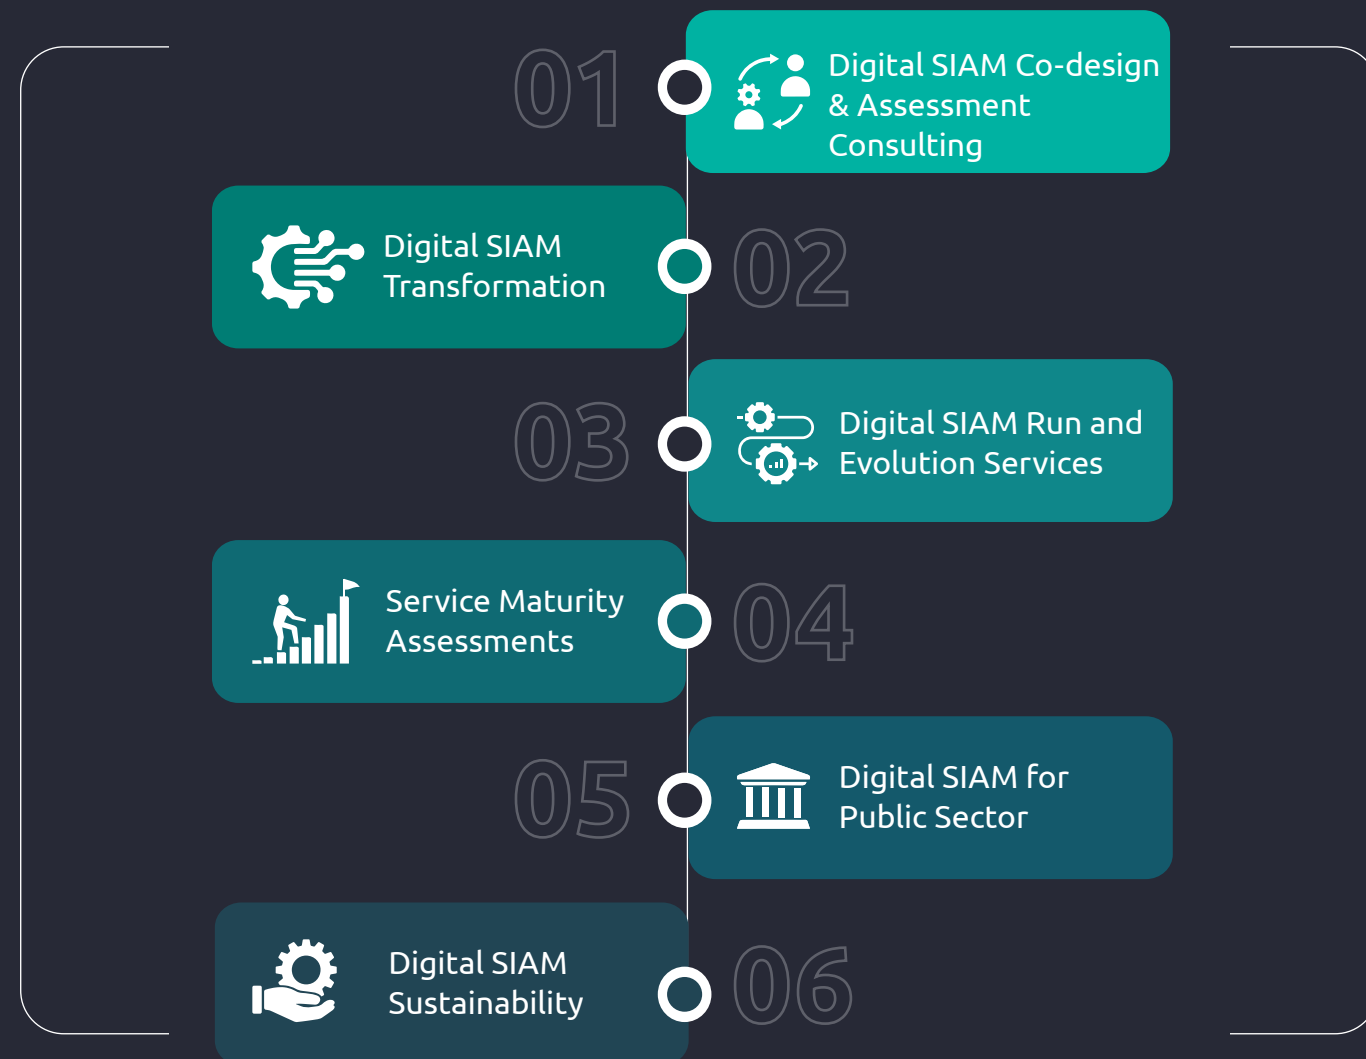 01
Digital SIAM Co-design
& Assessment
Consulting
Digital SIAM
Transformation
02
03
Digital SIAM Run and
Evolution Services
Service Maturity
Assessments
04
05
Digital SIAM for
Public Sector
Digital SIAM
Sustainability
06